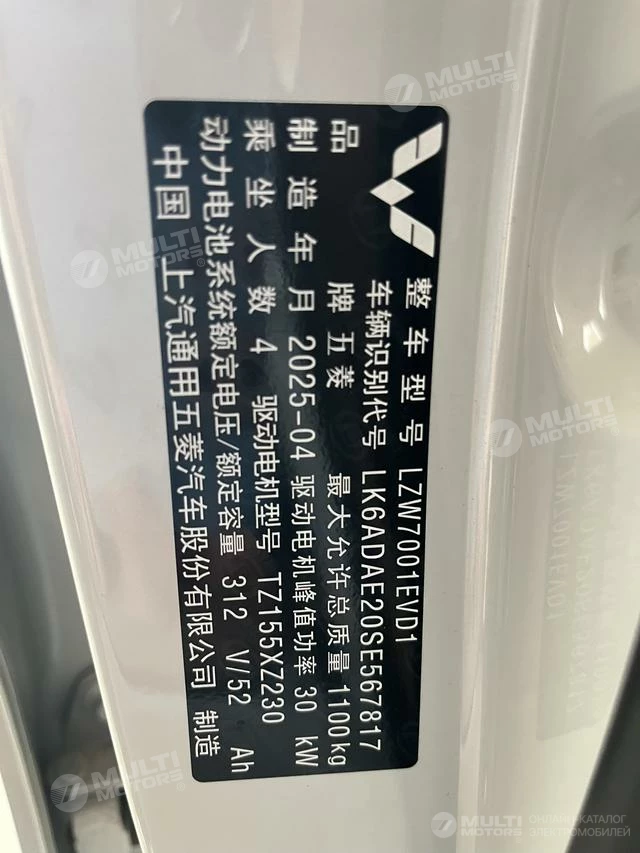 整车型号 LZW7001EVD1
车辆识别代号 LK6ADAE20SE567817
品牌 五菱 最大允许总质量 1100kg
制造年月 2025-04 驱动电机峰值功率 30 kW
乘坐人数 4 驱动电机型号 TZ155XZ230
动力电池系统额定电压/额定容量 312 V/52 Ah
中国 上汽通用五菱汽车股份有限公司 制造
MULTI MOTORS
MULTI MOTORS®
MULTI MOTORS
MULTI MOTORS
MULTI MOTORS
ОНЛАЙН-КАТАЛОГ
ЭЛЕКТРОМОБИЛЕЙ